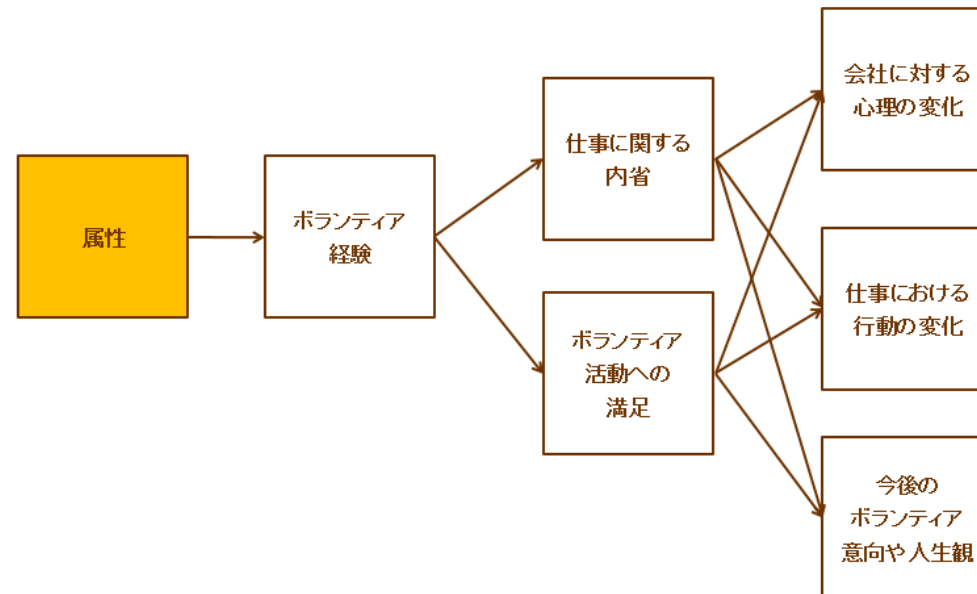 属性
ボランティア
経験
仕事に関する
内省
ボランティア
活動への
満足
会社に対する
心理の変化
仕事における
行動の変化
今後の
ボランティア
意向や人生観